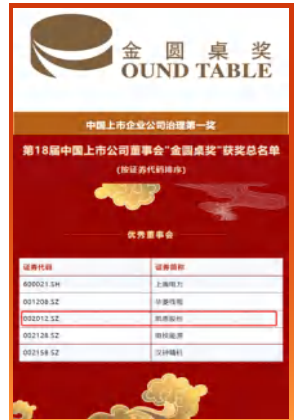 金圆桌奖
OUND TABLE
中国上市企业公司治理第一奖
第18届中国上市公司董事会“金圆桌奖”获奖总名单
(按证券代码排序)
优秀董事会
证券代码 证券简称
600021.SH 上海电力
001208.SZ 华菱线缆
002012.SZ 凯恩股份
002128.SZ 电投能源
002158.SZ 汉钟精机